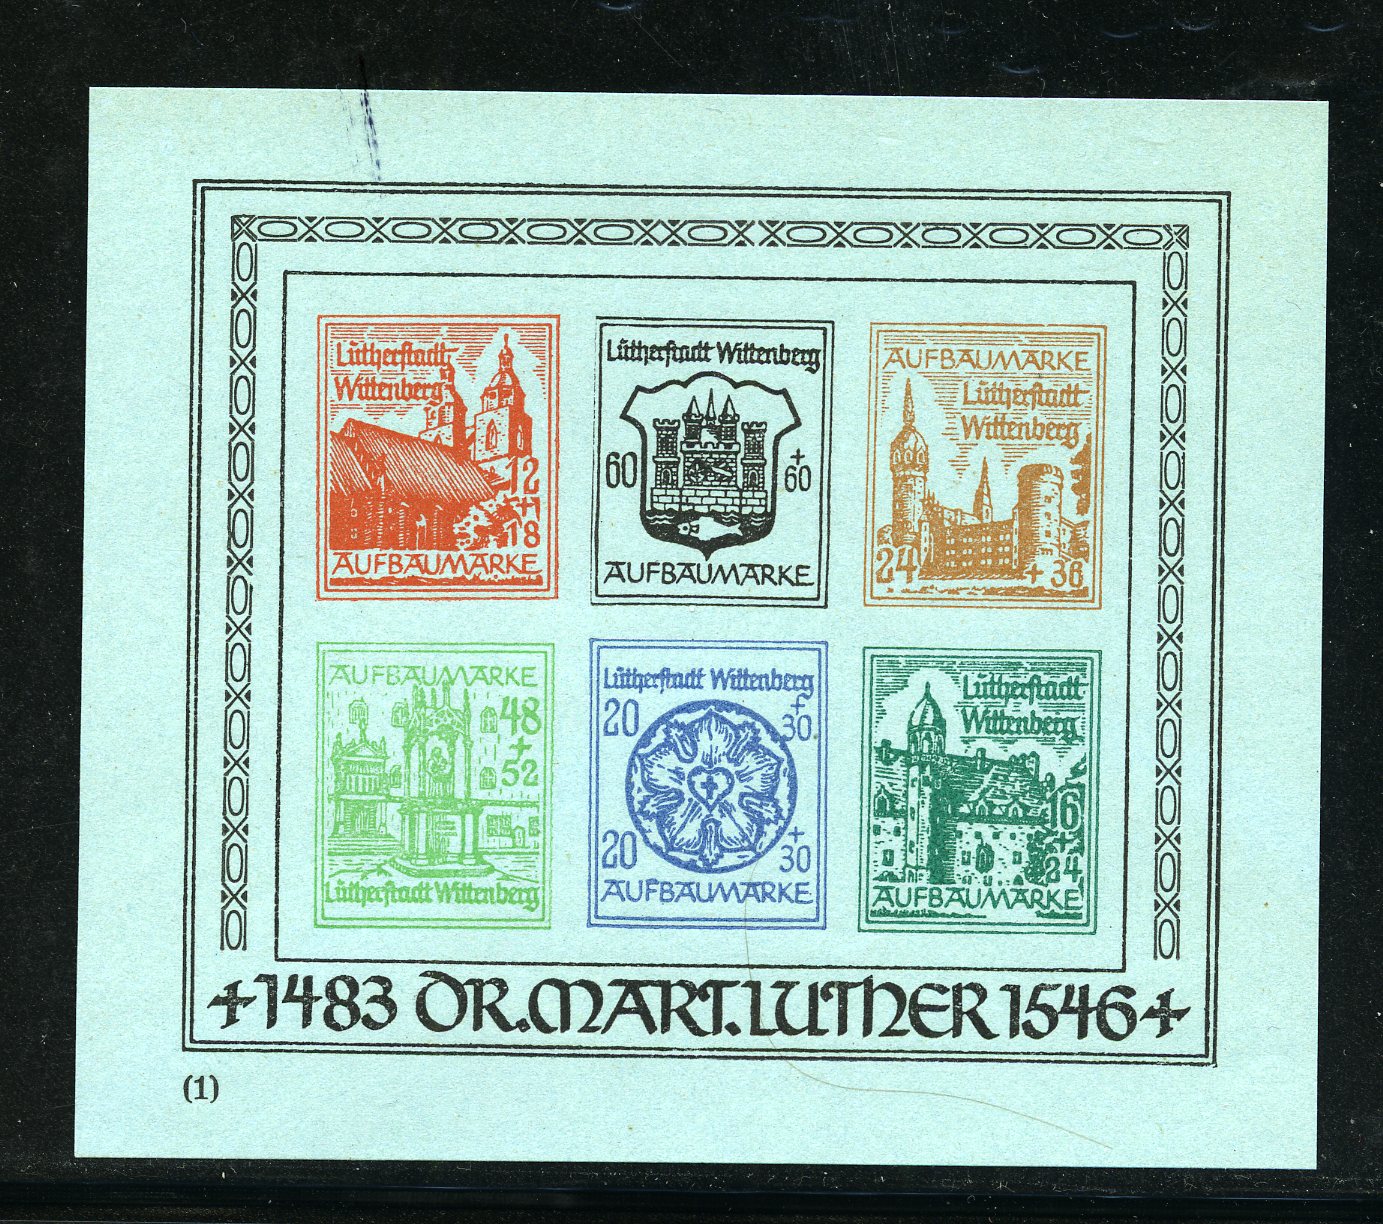 Lutherstadt
Wittenberg
12
+
18
AUFBAUMARKE
Lutherstadt Wittenberg
60
+
60
AUFBAUMARKE
AUFBAUMARKE
Lutherstadt
Wittenberg
24 + 36
AUFBAUMARKE
48
+
52
Lutherstadt Wittenberg
Lutherstadt Wittenberg
20 + 30
20 + 30
AUFBAUMARKE
Lutherstadt
Wittenberg
16
+
24
AUFBAUMARKE
+1483 DR.MART.LUTHER 1546+
(1)